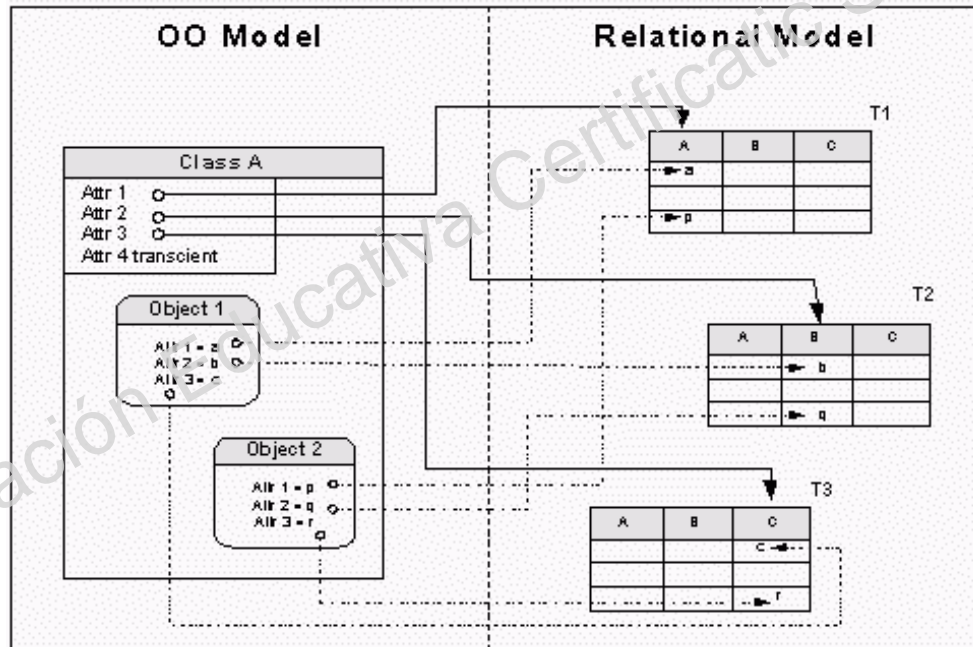 OO Model
Relational Model
Class A
Attr 1
Attr 2
Attr 3
Attr 4 transcient
Object 1
Attr 1 = a
Attr 2 = b
Attr 3 = c
Object 2
Attr 1 = p
Attr 2 = q
Attr 3 = r
T1
A B C
a
p
T2
A B C
b
q
T3
A B C
c
r
Educativa Certificatic